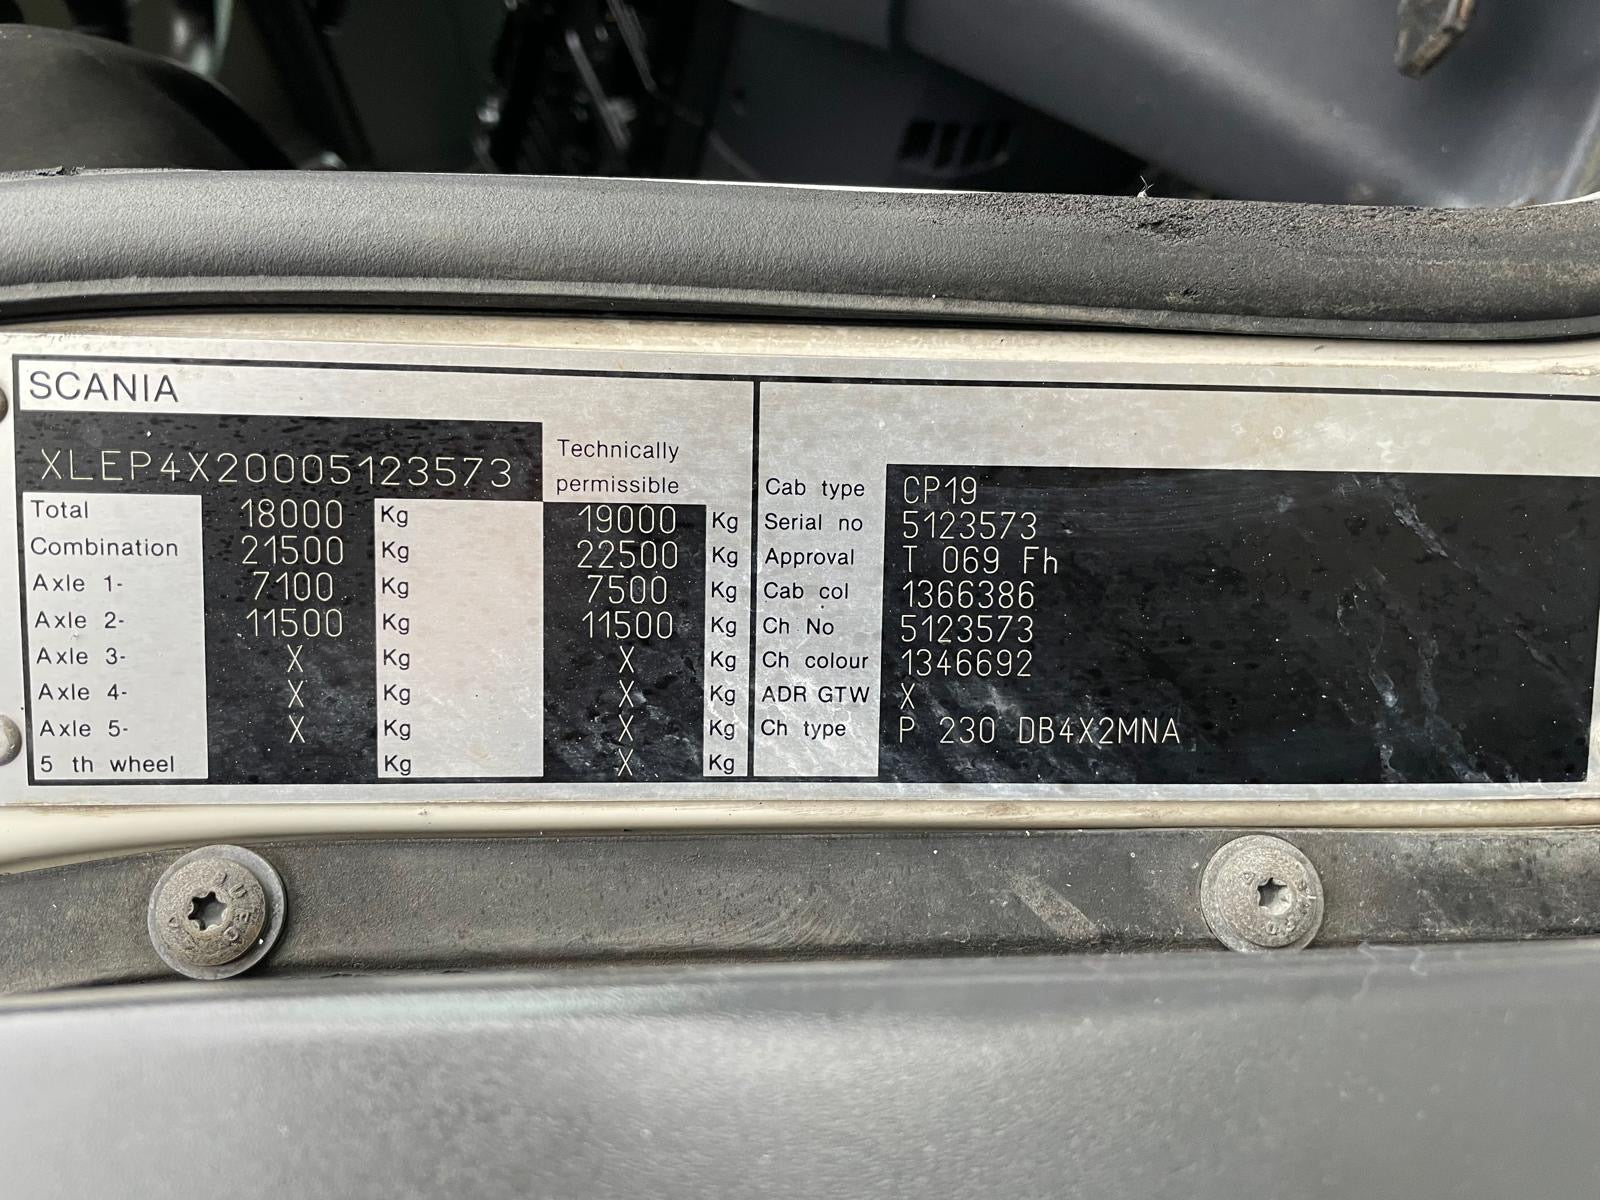 SCANIA
XLEP4X20005123573
Technically
permissible
Total 18000 Kg 19000 Kg
Combination 21500 Kg 22500 Kg
Axle 1- 7100 Kg 7500 Kg
Axle 2- 11500 Kg 11500 Kg
Axle 3- X Kg X Kg
Axle 4- X Kg X Kg
Axle 5- X Kg X Kg
5 th wheel Kg X Kg
Cab type CP19
Serial no 5123573
Approval T 069 Fh
Cab col 1366386
Ch No 5123573
Ch colour 1346692
ADR GTW X
Ch type P 230 DB4X2MNA